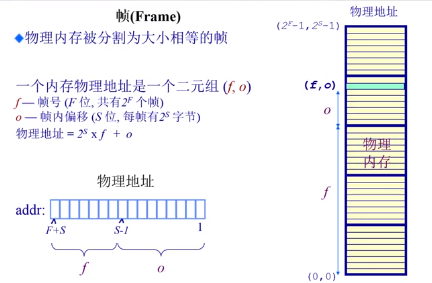 帧(Frame)
物理内存被分割为大小相等的帧
一个内存物理地址是一个二元组 (f, o)
f — 帧号 (F 位, 共有2^F 个帧)
o — 帧内偏移 (S 位, 每帧有2^S 字节)
物理地址 = 2^S x f + o
物理地址
addr:
F+S S-1 1
f o
物理地址
(2^F-1, 2^S-1)
(f,o)
o
物理
内存
f
(0,0)